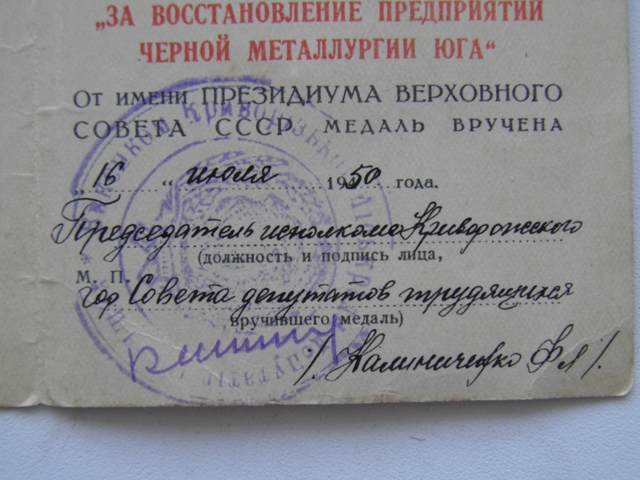 „ЗА ВОССТАНОВЛЕНИЕ ПРЕДПРИЯТИЙ
ЧЕРНОЙ МЕТАЛЛУРГИИ ЮГА“
От имени ПРЕЗИДИУМА ВЕРХОВНОГО
СОВЕТА СССР МЕДАЛЬ ВРУЧЕНА
„16“ июля 1950 года.
Председатель исполкома Криворожского
(должность и подпись лица,
М. П.
гор Совета депутатов трудящихся
вручившего медаль)
/. Калиниченко Ф Л /.